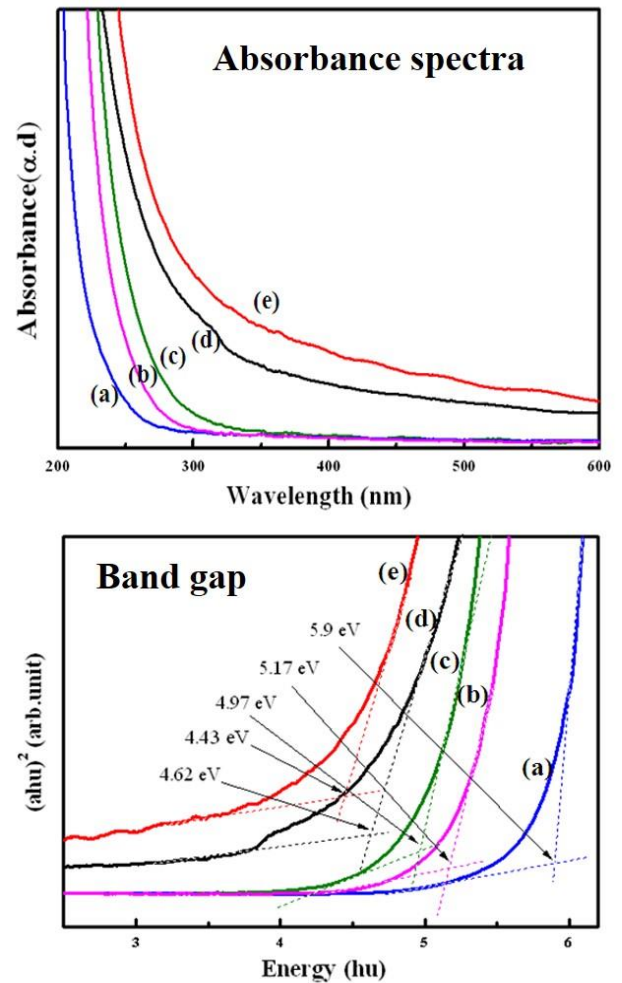 Absorbance spectra
Absorbance(α.d)
(e)
(d)
(c)
(b)
(a)
200 300 400 500 600
Wavelength (nm)
Band gap
(e)
(d)
5.9 eV
(c)
5.17 eV
(b)
4.97 eV
4.43 eV
(a)
4.62 eV
(ahυ)² (arb.unit)
3 4 5 6
Energy (hυ)